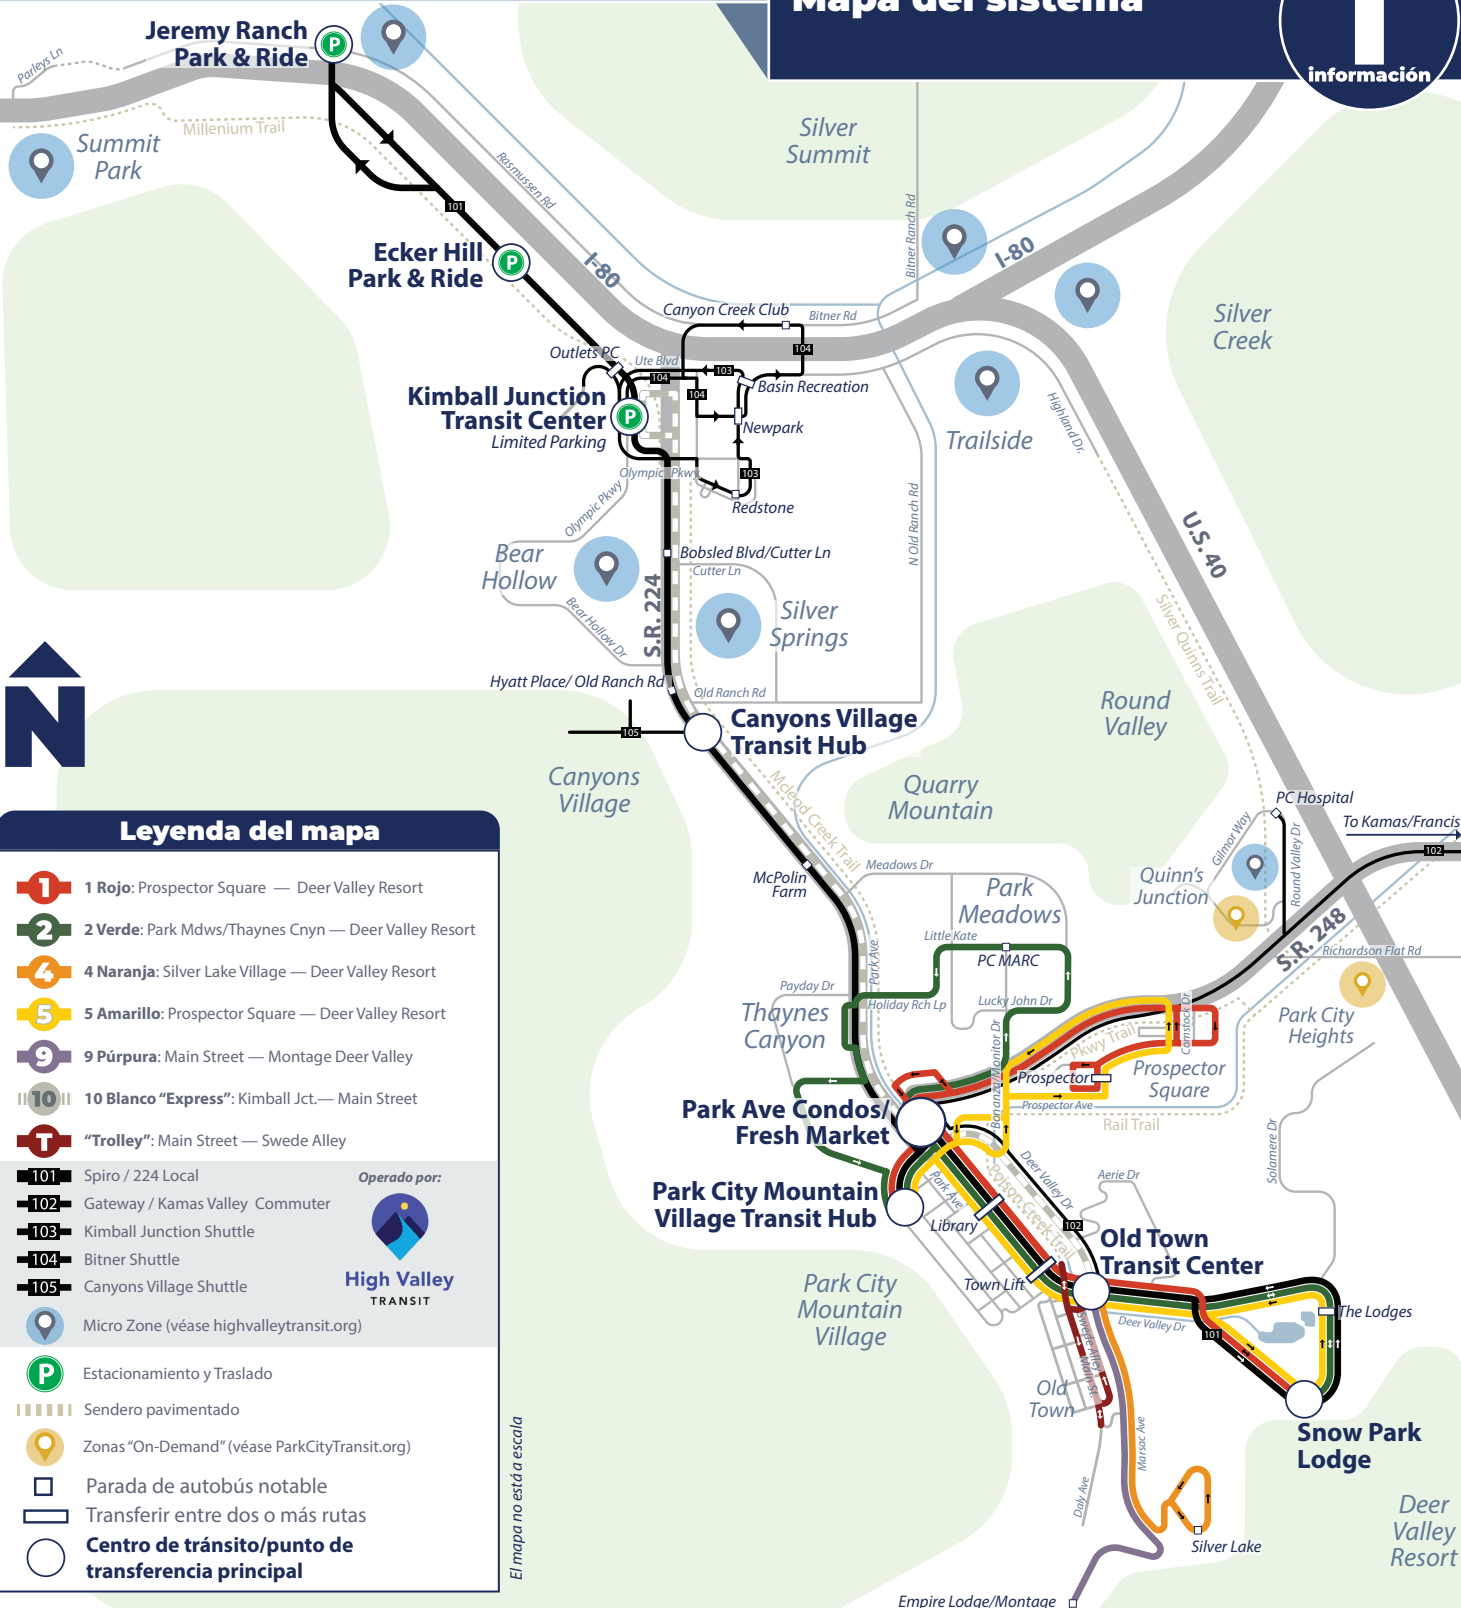 Mapa del sistema
i
información
Jeremy Ranch
Park & Ride
P
Parleys Ln
Millenium Trail
Summit
Park
Rasmussen Rd
101
Silver
Summit
Bitner Ranch Rd
I-80
I-80
Ecker Hill
Park & Ride
P
Silver
Creek
Canyon Creek Club
Bitner Rd
104
Outlets PC
Ute Blvd
103
104
104
Basin Recreation
Kimball Junction
Transit Center
Limited Parking
P
Newpark
Trailside
Highland Dr.
Olympic Pkwy
103
Redstone
Olympic Pkwy
N Old Ranch Rd
U.S. 40
Bear
Hollow
Bobsled Blvd/Cutter Ln
Cutter Ln
S.R. 224
Bear Hollow Dr
Silver
Springs
Silver Quinns Trail
N
Hyatt Place/ Old Ranch Rd
Old Ranch Rd
105
Canyons Village
Transit Hub
Round
Valley
Canyons
Village
Mcleod Creek Trail
Quarry
Mountain
PC Hospital
To Kamas/Francis
102
Gilmor Way
Round Valley Dr
Quinn's
Junction
McPolin
Farm
Meadows Dr
Park
Meadows
Little Kate
PC MARC
Park Ave
S.R. 248
Richardson Flat Rd
Payday Dr
Holiday Rch Lp
Lucky John Dr
Thaynes
Canyon
Park City
Heights
Comstock Dr
Pkwy Trail
Bonanza/Monitor Dr
Prospector
Prospector
Square
Prospector Ave
Rail Trail
Park Ave Condos/
Fresh Market
Solamere Dr
Deer Valley Dr
Aerie Dr
Poison Creek Trail
Park City Mountain
Village Transit Hub
Park Ave
Library
102
Old Town
Transit Center
Town Lift
Park City
Mountain
Village
Deer Valley Dr
The Lodges
101
Swede Alley
Main St.
Old
Town
Snow Park
Lodge
Marsac Ave
Daly Ave
Silver Lake
Deer
Valley
Resort
Empire Lodge/Montage
Leyenda del mapa
1 1 Rojo: Prospector Square — Deer Valley Resort
2 2 Verde: Park Mdws/Thaynes Cnyn — Deer Valley Resort
4 4 Naranja: Silver Lake Village — Deer Valley Resort
5 5 Amarillo: Prospector Square — Deer Valley Resort
9 9 Púrpura: Main Street — Montage Deer Valley
10 10 Blanco “Express”: Kimball Jct.— Main Street
T “Trolley”: Main Street — Swede Alley
101 Spiro / 224 Local
102 Gateway / Kamas Valley Commuter
103 Kimball Junction Shuttle
104 Bitner Shuttle
105 Canyons Village Shuttle
Operado por:
High Valley
TRANSIT
Micro Zone (véase highvalleytransit.org)
P Estacionamiento y Traslado
Sendero pavimentado
Zonas “On-Demand” (véase ParkCityTransit.org)
Parada de autobús notable
Transferir entre dos o más rutas
Centro de tránsito/punto de
transferencia principal
El mapa no está a escala